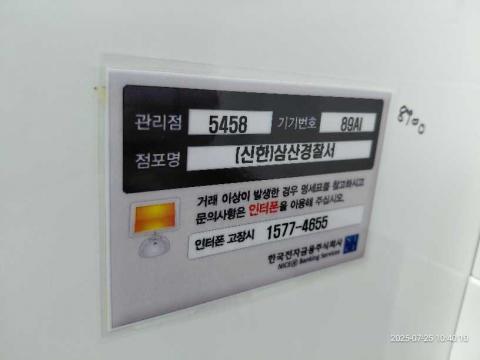 관리점 5458 기기번호 89AI
점포명 (신한)삼산경찰서
거래 이상이 발생한 경우 명세표를 참고하시고
문의사항은 인터폰을 이용해 주십시오.
인터폰 고장시 1577-4655
한국전자금융주식회사
NICE Banking Services
2025-07-25 10:40:19